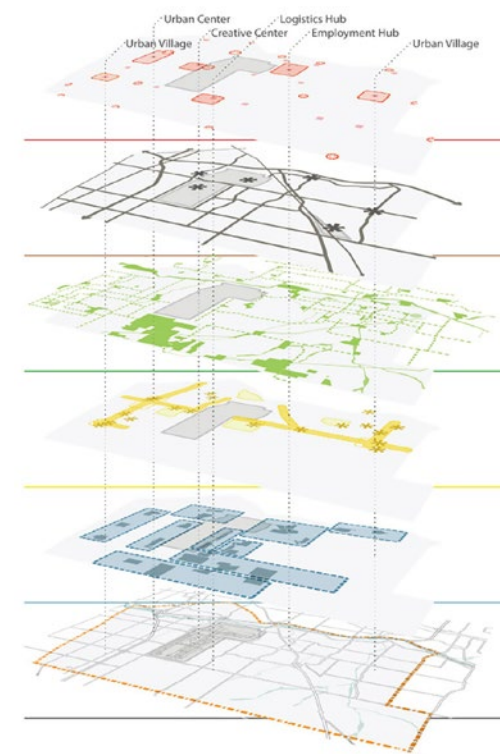 Urban Center
Logistics Hub
Urban Village
Creative Center
Employment Hub
Urban Village